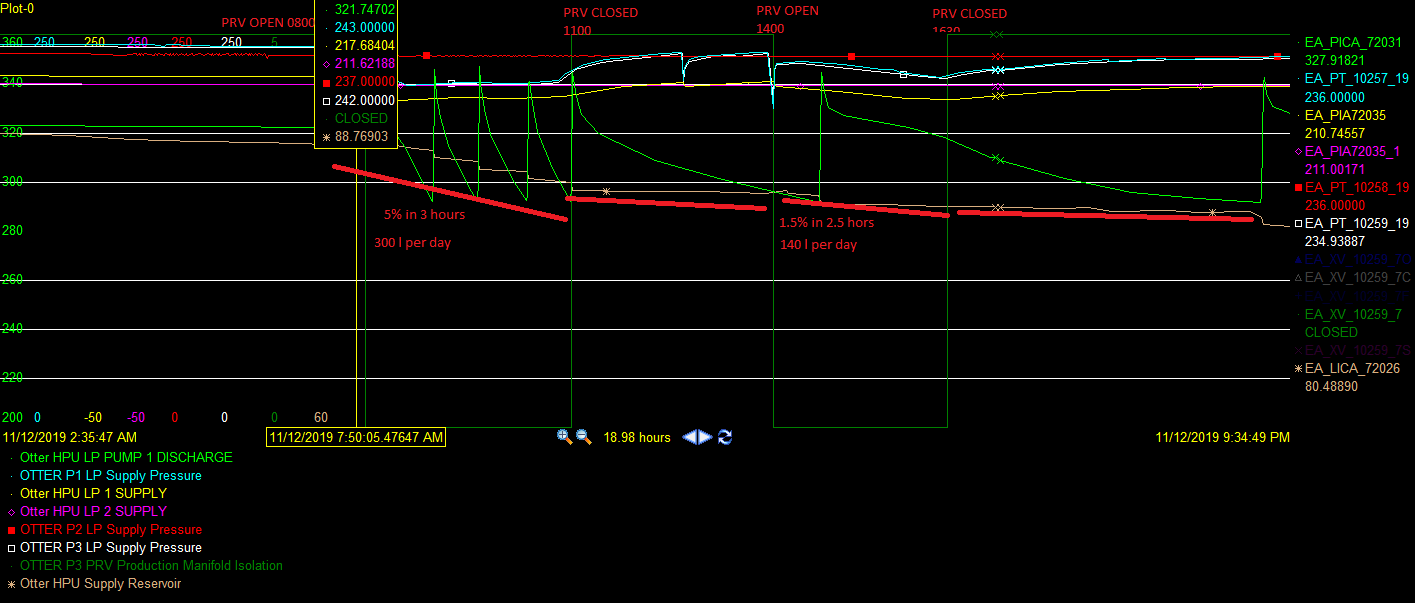 Plot-0
PRV OPEN 0800
321.74702
243.00000
217.68404
211.62188
237.00000
242.00000
CLOSED
88.76903
PRV CLOSED
1100
PRV OPEN
1400
PRV CLOSED
1630
360 250 250 250 250 250 5
340
320
300
280
260
240
220
200 0 -50 -50 0 0 0 60
5% in 3 hours
300 l per day
1.5% in 2.5 hors
140 l per day
EA_PICA_72031
327.91821
EA_PT_10257_19
236.00000
EA_PIA72035
210.74557
EA_PIA72035_1
211.00171
EA_PT_10258_19
236.00000
EA_PT_10259_19
234.93887
EA_XV_10259_7O
EA_XV_10259_7C
EA_XV_10259_7
CLOSED
EA_XV_10259_7S
EA_LICA_72026
80.48890
11/12/2019 2:35:47 AM
11/12/2019 7:50:05.47647 AM
18.98 hours
11/12/2019 9:34:49 PM
Otter HPU LP PUMP 1 DISCHARGE
OTTER P1 LP Supply Pressure
Otter HPU LP 1 SUPPLY
Otter HPU LP 2 SUPPLY
OTTER P2 LP Supply Pressure
OTTER P3 LP Supply Pressure
OTTER P3 PRV Production Manifold Isolation
Otter HPU Supply Reservoir